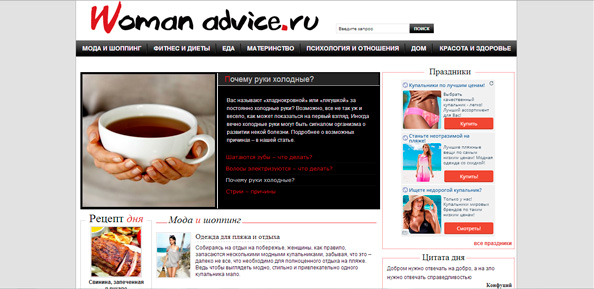 Woman advice.ru
Введите запрос
ПОИСК
МОДА И ШОППИНГ
ФИТНЕС И ДИЕТЫ
ЕДА
МАТЕРИНСТВО
ПСИХОЛОГИЯ И ОТНОШЕНИЯ
ДОМ
КРАСОТА И ЗДОРОВЬЕ
Почему руки холодные?
Вас называют «хладнокровной» или «лягушкой» за
постоянно холодные руки? Возможно, все не так уж и
весело, как может показаться на первый взгляд. Иногда
вечно холодные руки могут быть сигналом организма о
развитии некой болезни. Подробнее о возможных
причинах – в нашей статье.
Шатаются зубы – что делать?
Волосы электризуются – что делать?
Почему руки холодные?
Струпи – причины
Праздники
Купальники по лучшим ценам!
Выбрать
качественный
купальник - легко!
Лучший ассортимент
для Вас!
Купить
Станьте неотразимой на
пляже!
Лучшие пляжные
вещи по самым
низким ценам!
Модная одежда со
скидкой!
Купить!
Ищете недорогой купальник?
Только у нас!
Купальники мировых
брендов по таким
низким ценам!
Смотреть!
все праздники
Рецепт дня
Свинина, запеченная
Мода и шоппинг
Одежда для пляжа и отдыха
Собираясь на отдых на побережье, женщины, как правило,
запасаются несколькими модными купальниками, забывая, что это –
далеко не все, что необходимо для полноценного отдыха на пляже.
Ведь чтобы выглядеть модно, стильно и привлекательно одного
купальника мало.
Цитата дня
Добром нужно отвечать на добро, а на зло
нужно отвечать справедливостью
Конфуций